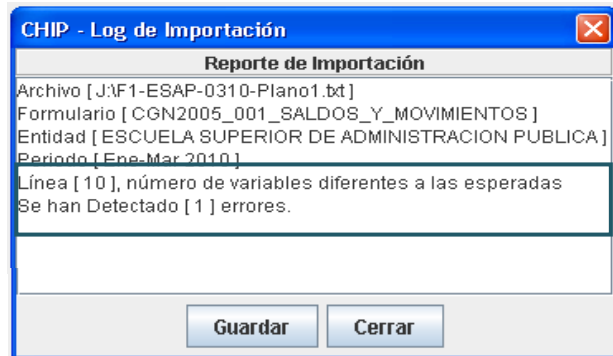 CHIP - Log de Importación
Reporte de Importación
Archivo [ J:\F1-ESAP-0310-Plano1.txt ]
Formulario [ CGN2005_001_SALDOS_Y_MOVIMIENTOS ]
Entidad [ ESCUELA SUPERIOR DE ADMINISTRACION PUBLICA ]
Periodo [ Ene-Mar 2010 ]
Línea [ 10 ], número de variables diferentes a las esperadas
Se han Detectado [ 1 ] errores.
Guardar Cerrar